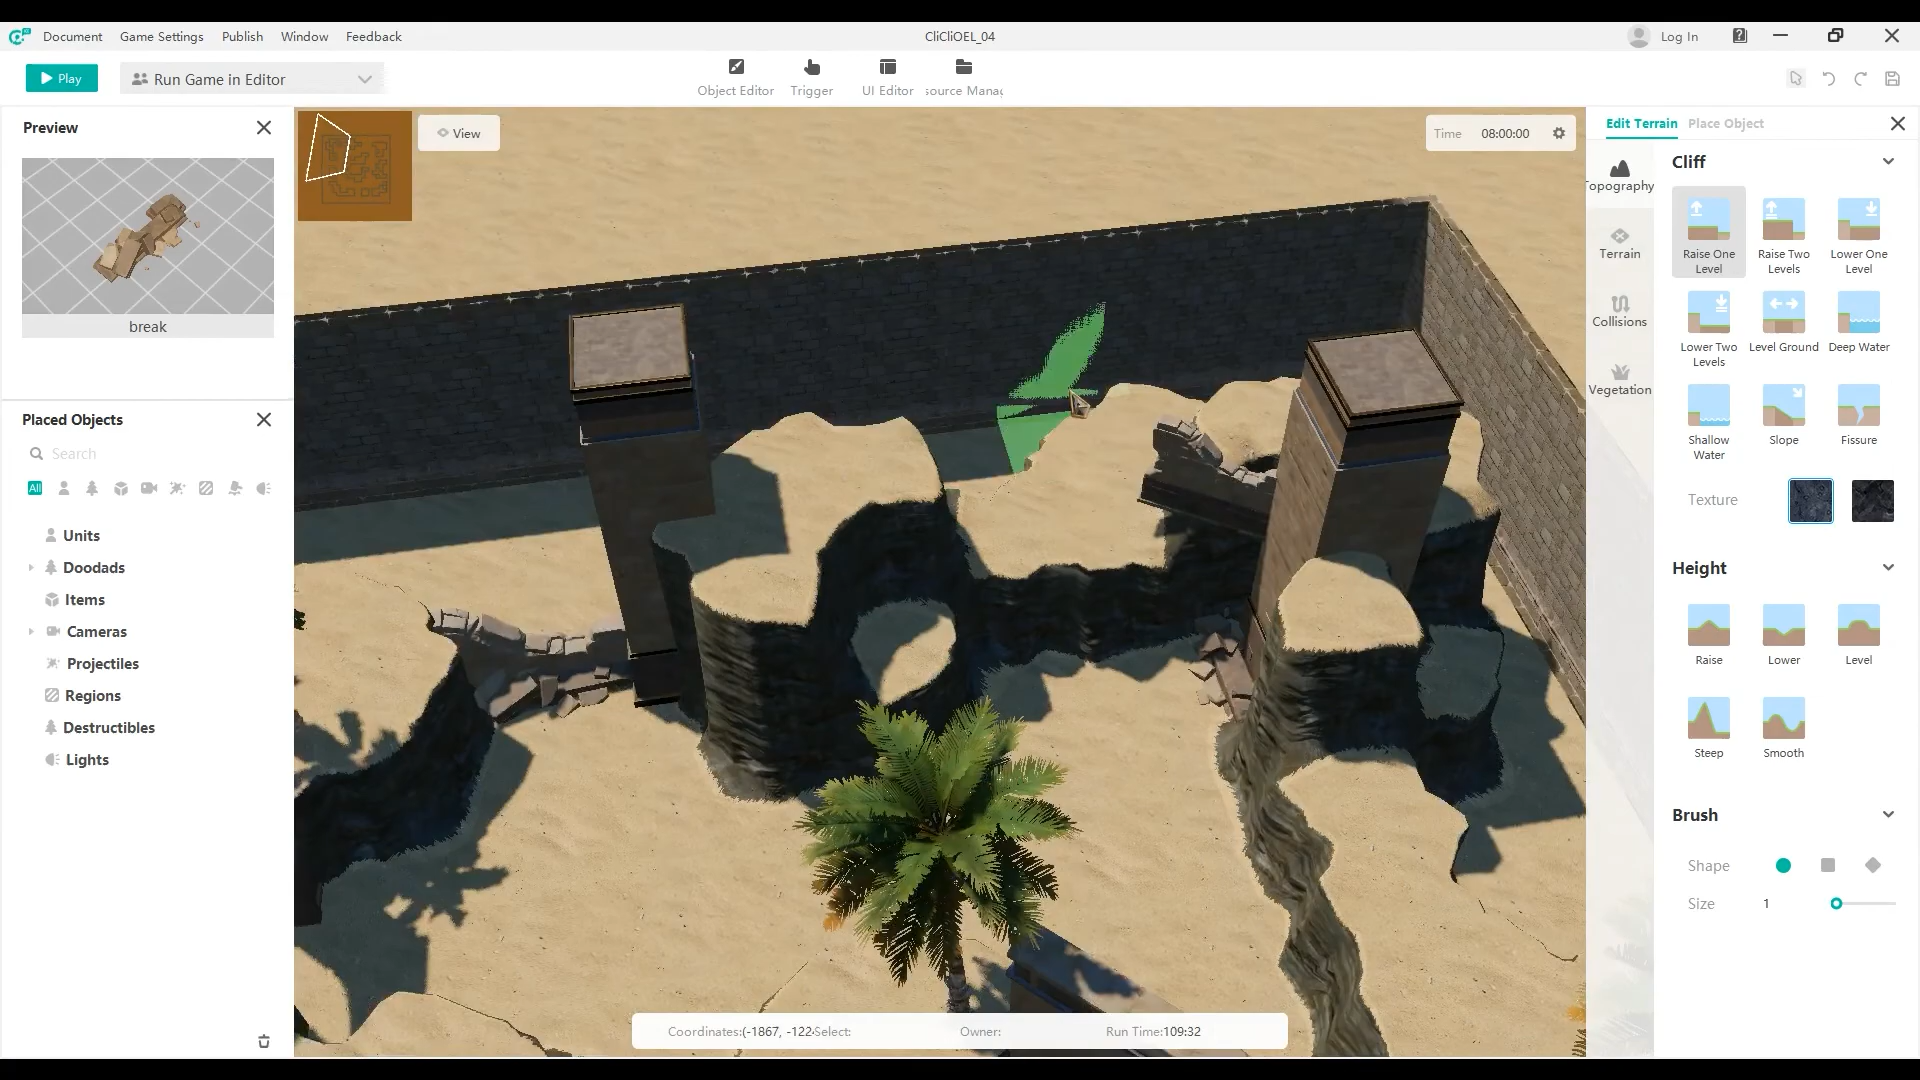 Document Game Settings Publish Window Feedback CliCliOEL_04 Log In
Play Run Game in Editor Object Editor Trigger UI Editor source Manag
Preview
break
Placed Objects
Search
All
Units
Doodads
Items
Cameras
Projectiles
Regions
Destructibles
Lights
View
Time 08:00:00
Coordinates:(-1867, -122 Select: Owner: Run Time:109:32
Edit Terrain Place Object
Topography
Terrain
Collisions
Vegetation
Cliff
Raise One Level
Raise Two Levels
Lower One Level
Lower Two Levels
Level Ground
Deep Water
Shallow Water
Slope
Fissure
Texture
Height
Raise Lower Level
Steep Smooth
Brush
Shape
Size 1